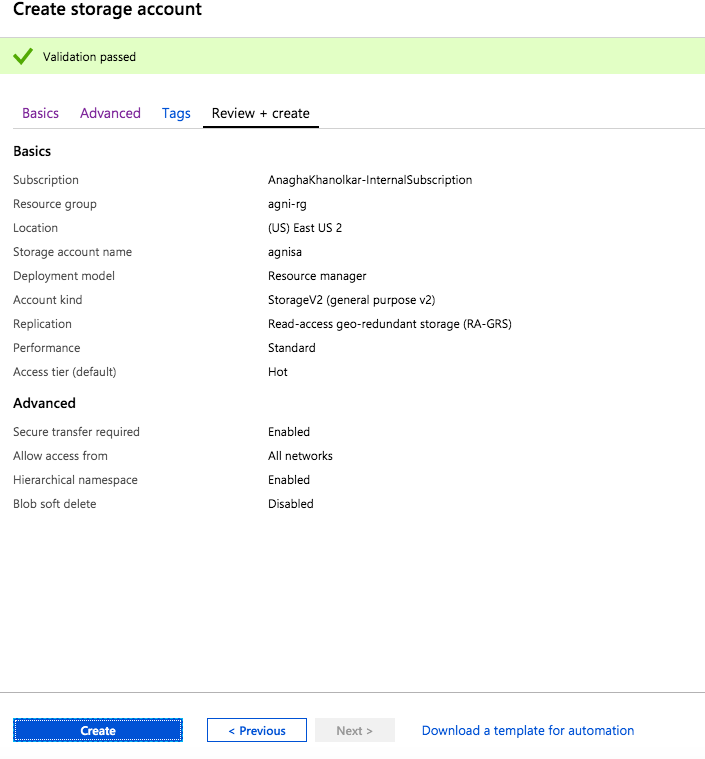 Create storage account
Validation passed
Basics Advanced Tags Review + create
Basics
Subscription AnaghaKhanolkar-InternalSubscription
Resource group agni-rg
Location (US) East US 2
Storage account name agnisa
Deployment model Resource manager
Account kind StorageV2 (general purpose v2)
Replication Read-access geo-redundant storage (RA-GRS)
Performance Standard
Access tier (default) Hot
Advanced
Secure transfer required Enabled
Allow access from All networks
Hierarchical namespace Enabled
Blob soft delete Disabled
Create < Previous Next > Download a template for automation